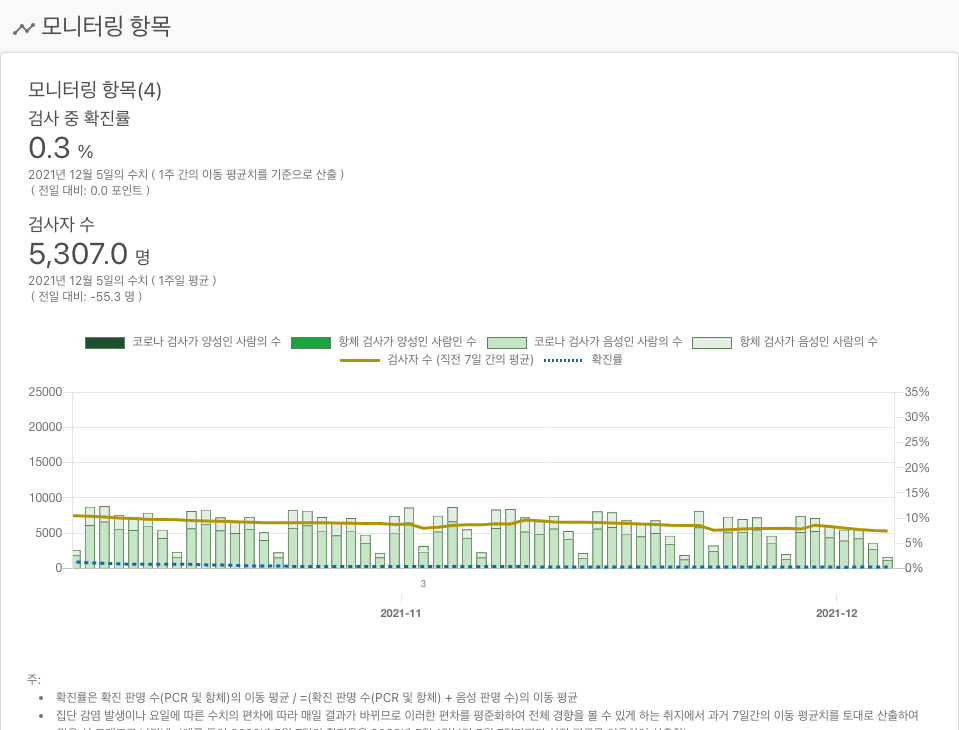 모니터링 항목
모니터링 항목(4)
검사 중 확진률
0.3 %
2021년 12월 5일의 수치 ( 1주 간의 이동 평균치를 기준으로 산출 )
( 전일 대비: 0.0 포인트 )
검사자 수
5,307.0 명
2021년 12월 5일의 수치 ( 1주일 평균 )
( 전일 대비: -55.3 명 )
코로나 검사가 양성인 사람의 수 항체 검사가 양성인 사람인 수 코로나 검사가 음성인 사람의 수 항체 검사가 음성인 사람의 수
검사자 수 (직전 7일 간의 평균) 확진률
25000 35%
30%
20000
25%
15000
20%
15%
10000
10%
5000
5%
0 0%
3
2021-11 2021-12
주:
확진률은 확진 판명 수(PCR 및 항체)의 이동 평균 / =(확진 판명 수(PCR 및 항체) + 음성 판명 수)의 이동 평균
집단 감염 발생이나 요일에 따른 수치의 편차에 따라 매일 결과가 바뀌므로 이러한 편차를 평준화하여 전체 경향을 볼 수 있게 하는 취지에서 과거 7일간의 이동 평균치를 토대로 산출하여